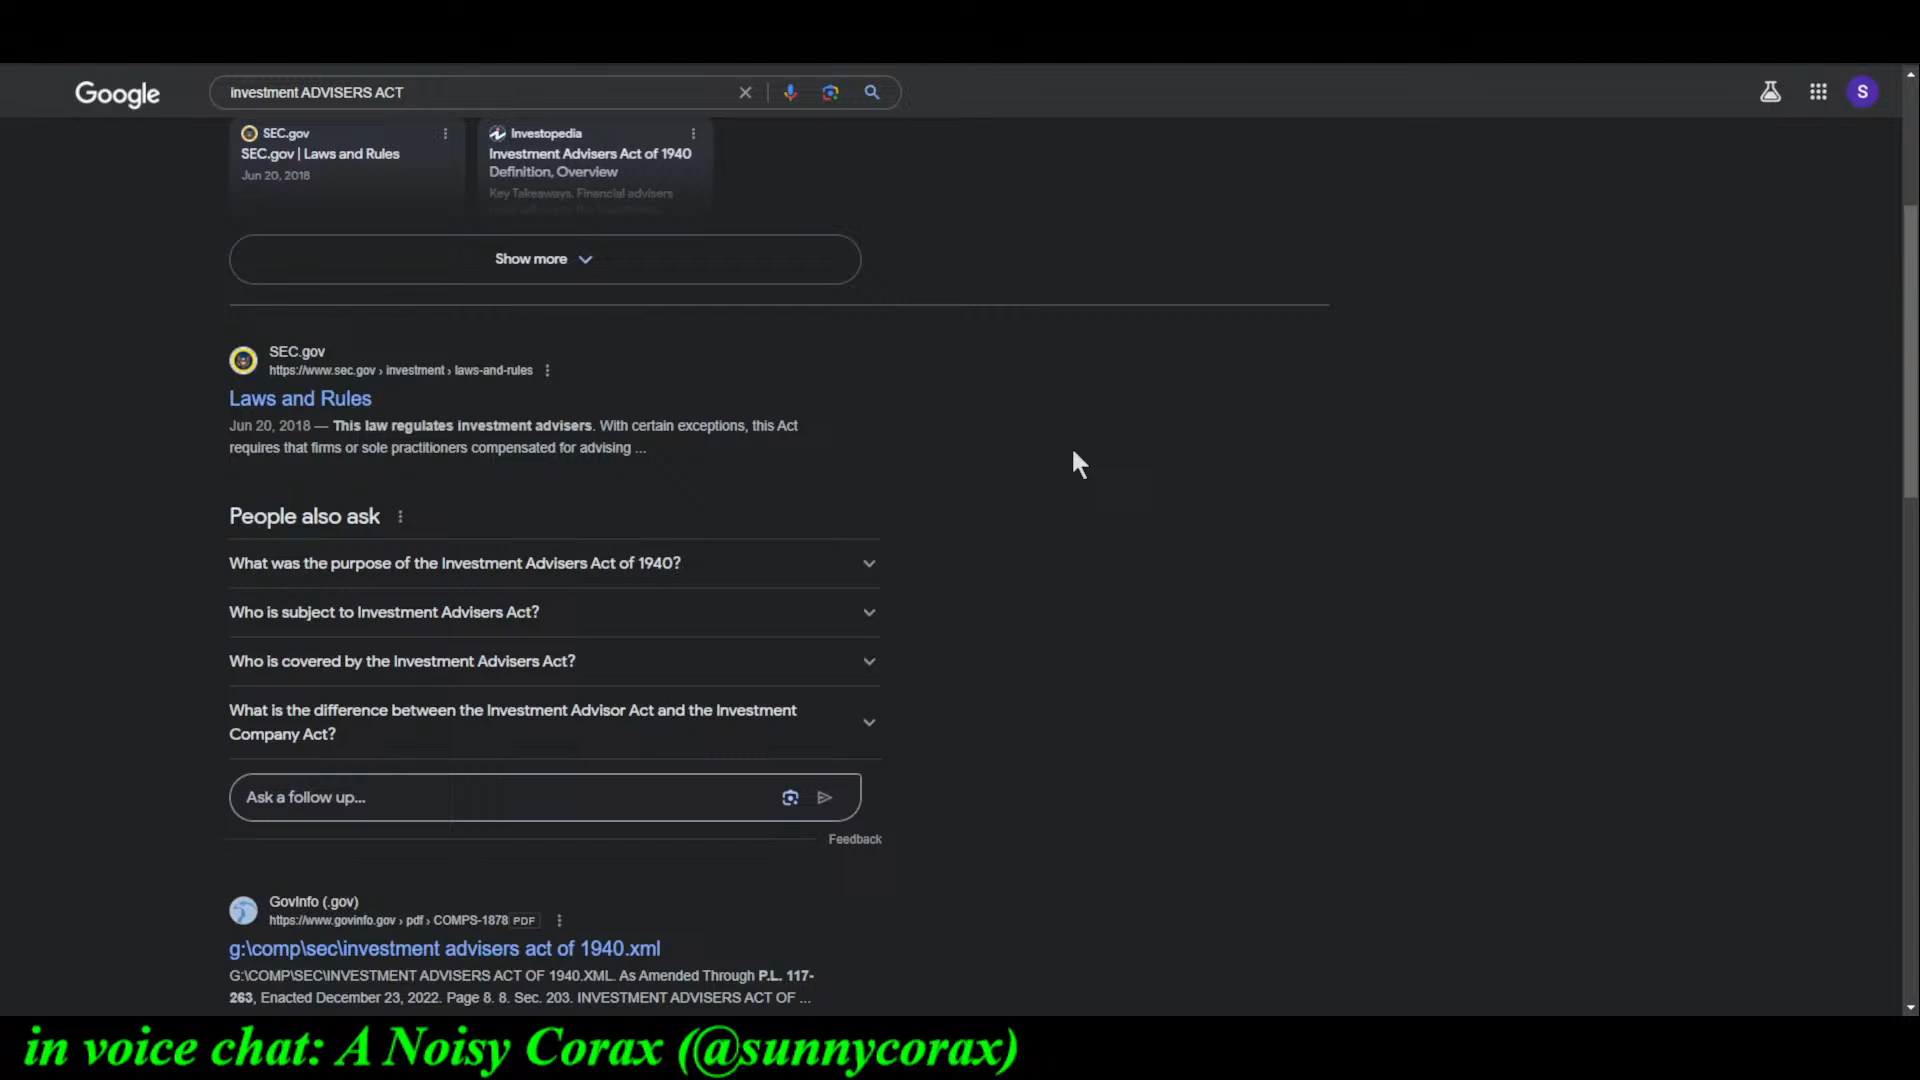 Google
investment ADVISERS ACT
S
SEC.gov
SEC.gov | Laws and Rules
Jun 20, 2018
Investopedia
Investment Advisers Act of 1940
Definition, Overview
Key Takeaways. Financial advisers
Show more
SEC.gov
https://www.sec.gov › investment › laws-and-rules
Laws and Rules
Jun 20, 2018 — This law regulates investment advisers. With certain exceptions, this Act
requires that firms or sole practitioners compensated for advising ...
People also ask
What was the purpose of the Investment Advisers Act of 1940?
Who is subject to Investment Advisers Act?
Who is covered by the Investment Advisers Act?
What is the difference between the Investment Advisor Act and the Investment
Company Act?
Ask a follow up...
Feedback
GovInfo (.gov)
https://www.govinfo.gov › pdf › COMPS-1878 PDF
g:\comp\sec\investment advisers act of 1940.xml
G:\COMP\SEC\INVESTMENT ADVISERS ACT OF 1940.XML. As Amended Through P.L. 117-
263, Enacted December 23, 2022. Page 8. 8. Sec. 203. INVESTMENT ADVISERS ACT OF ...
in voice chat: A Noisy Corax (@sunnycorax)